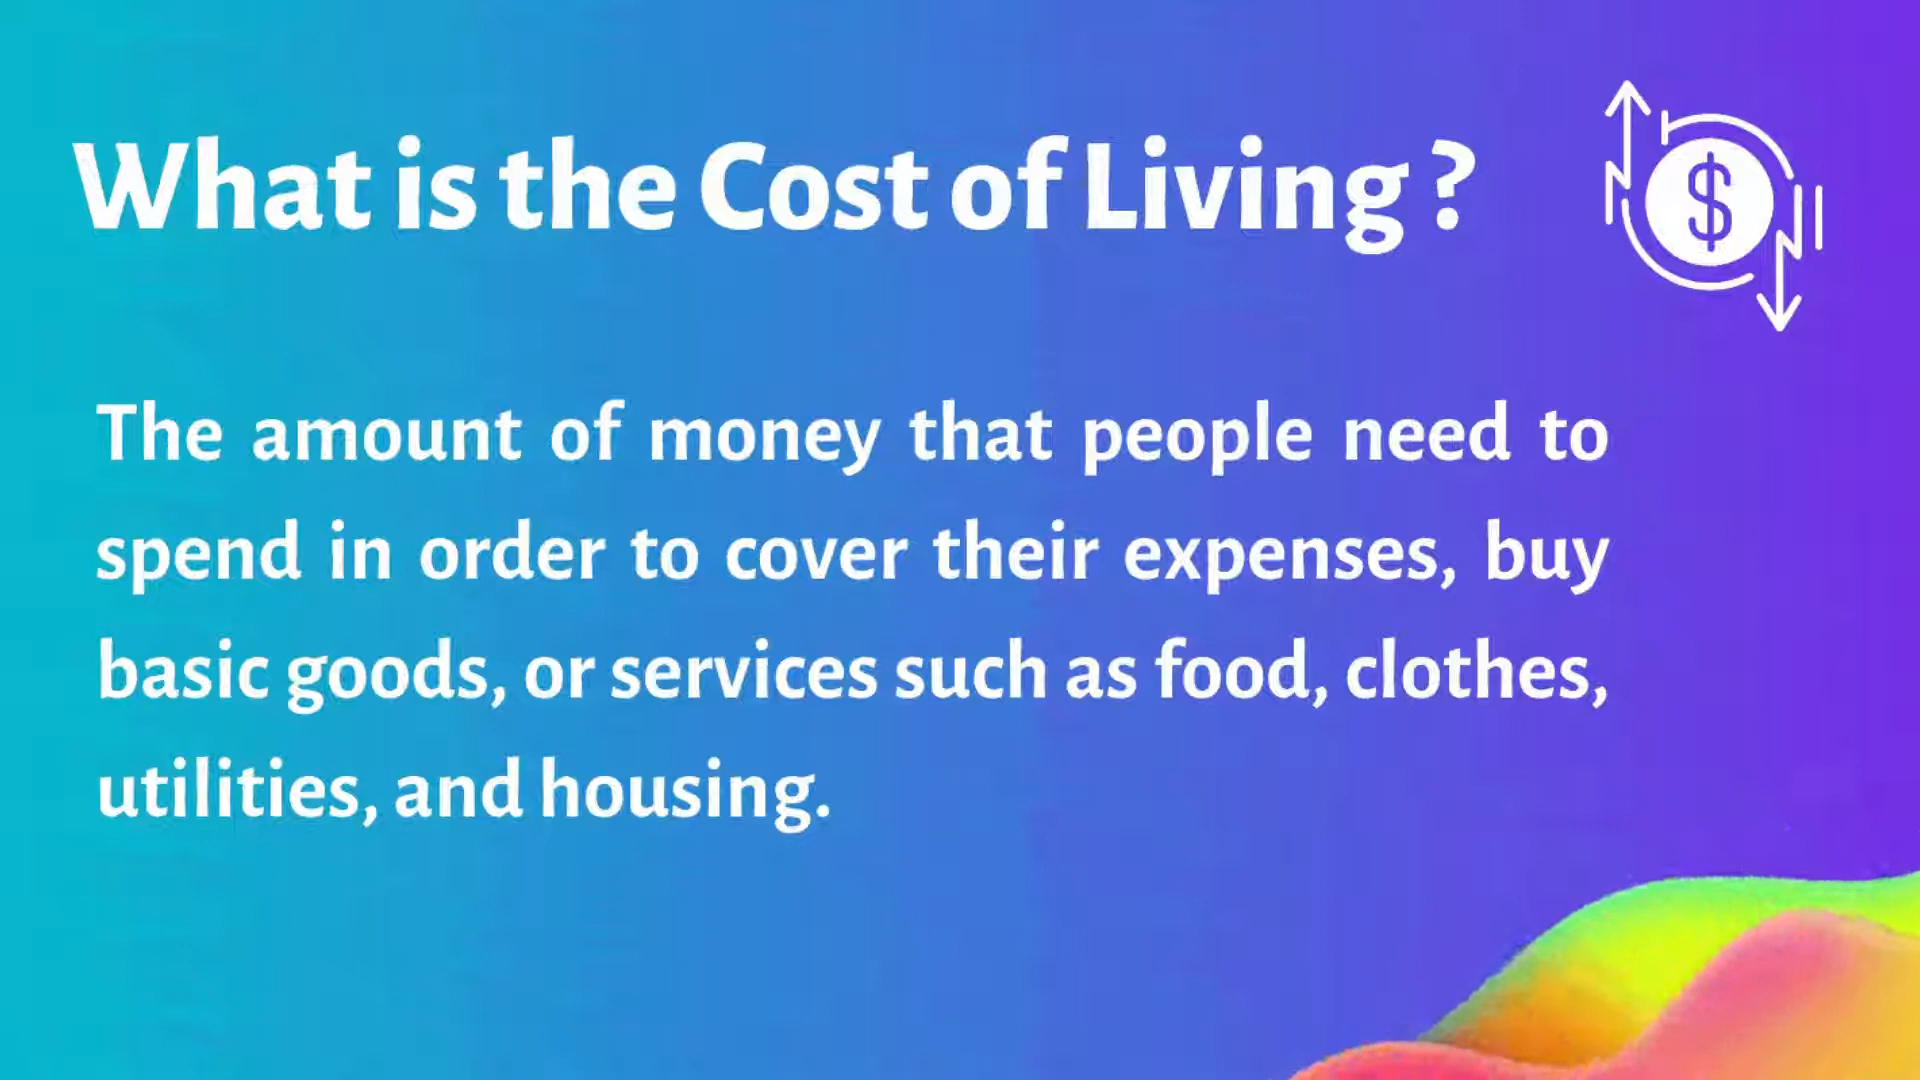 What is the Cost of Living ?
$
The amount of money that people need to
spend in order to cover their expenses, buy
basic goods, or services such as food, clothes,
utilities, and housing.